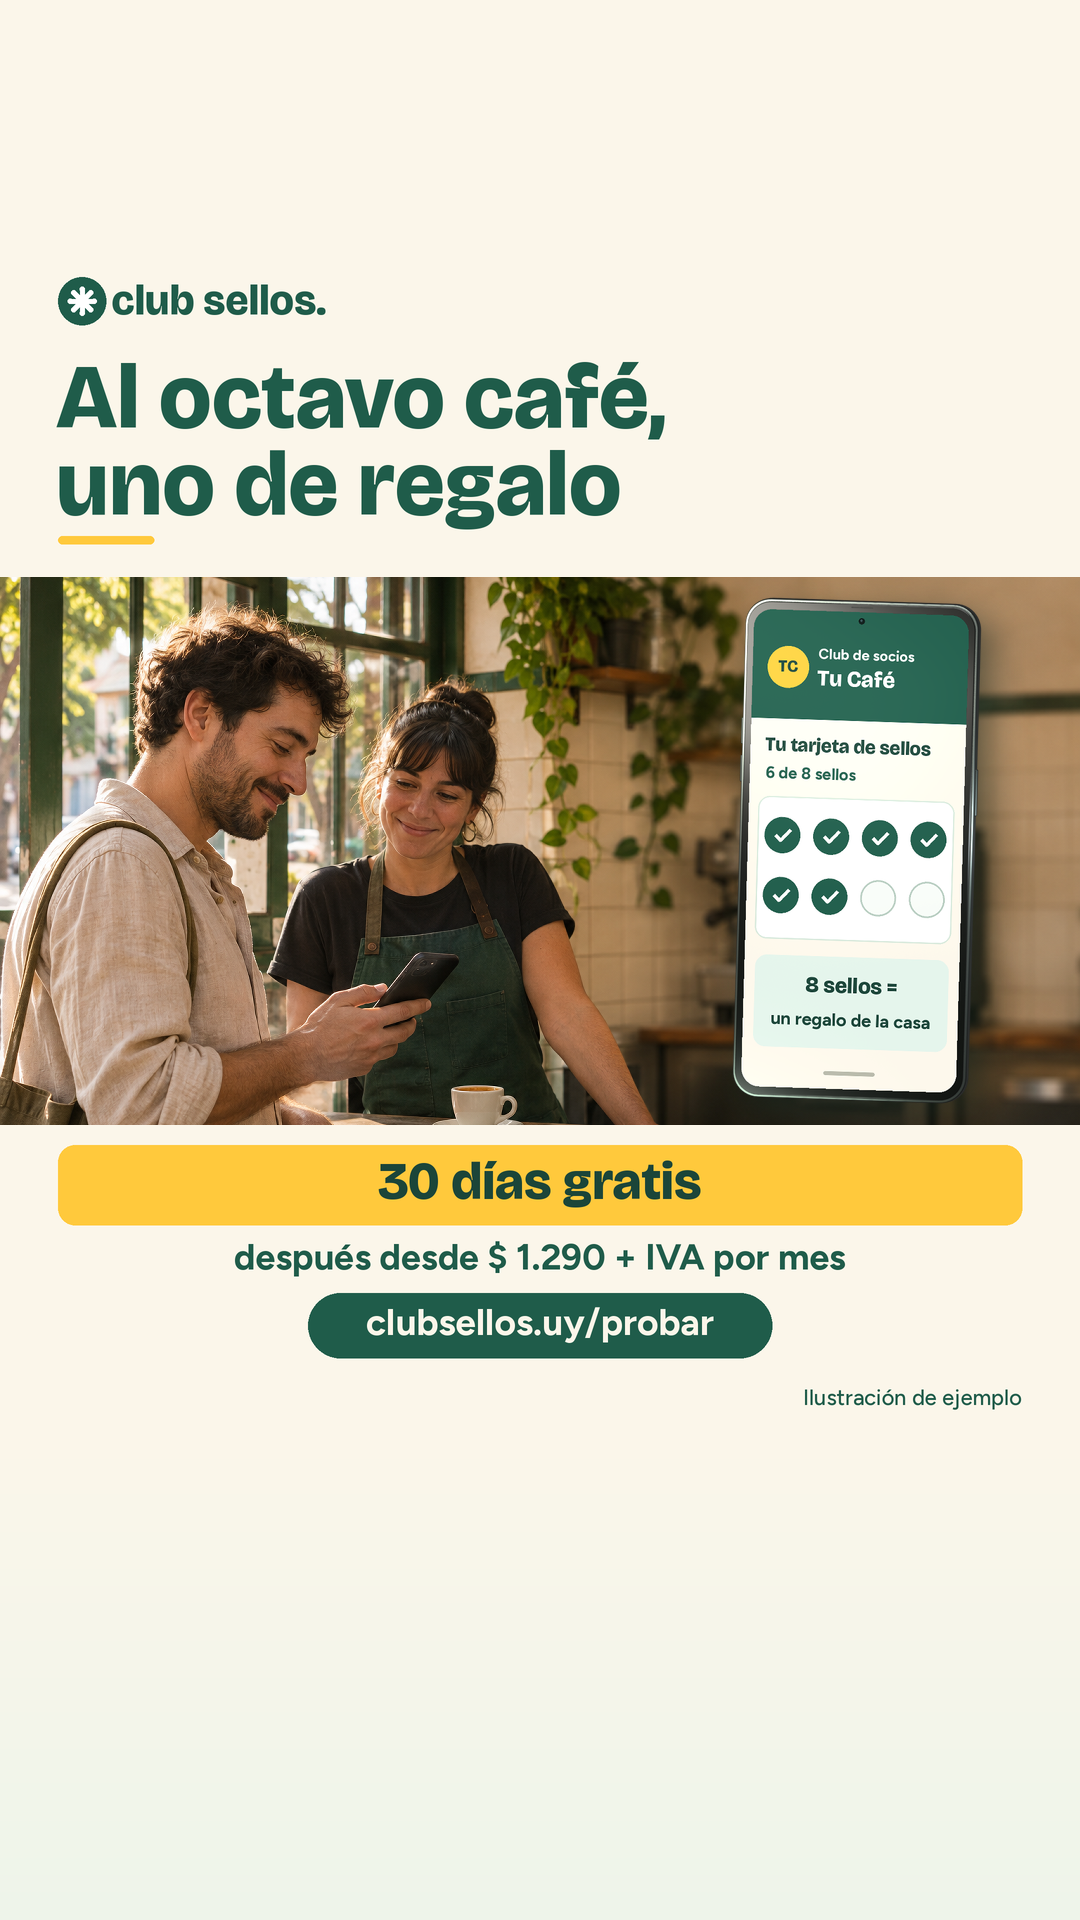 club sellos.
Al octavo café,
uno de regalo
TC
Club de socios
Tu Café
Tu tarjeta de sellos
6 de 8 sellos
8 sellos =
un regalo de la casa
30 días gratis
después desde $ 1.290 + IVA por mes
clubsellos.uy/probar
Ilustración de ejemplo